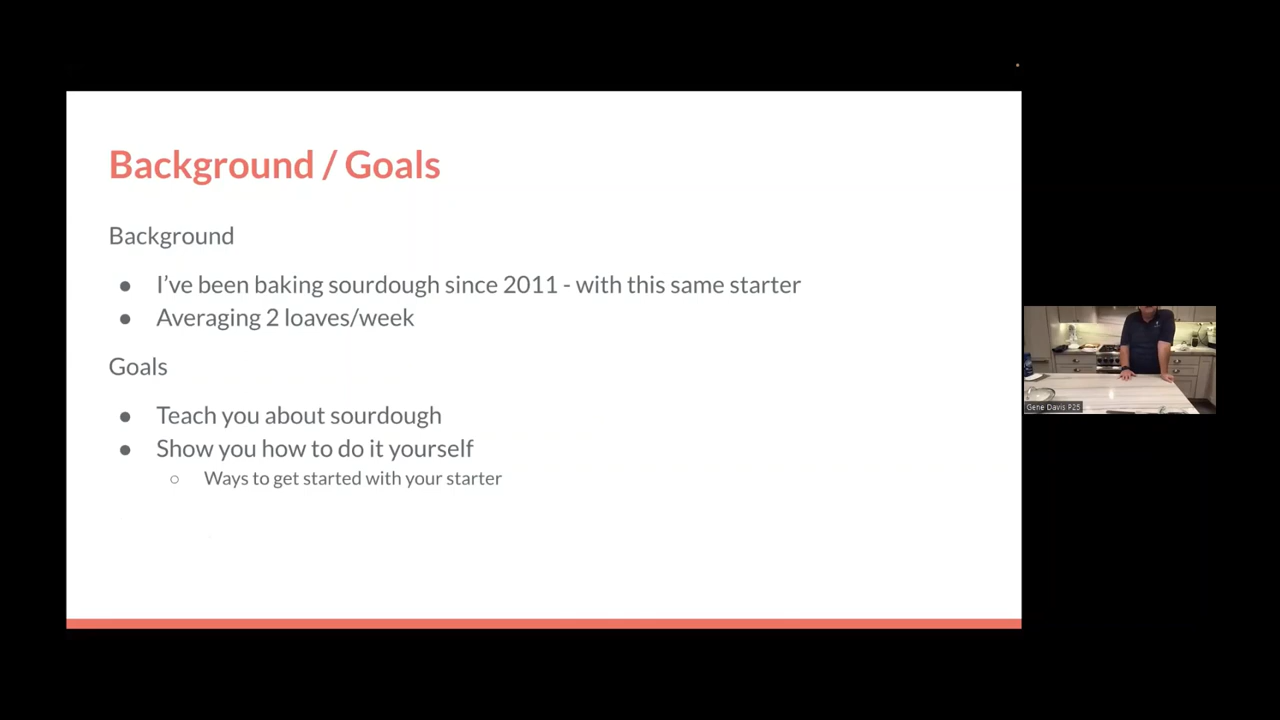 Background / Goals
Background
● I’ve been baking sourdough since 2011 - with this same starter
● Averaging 2 loaves/week
Goals
● Teach you about sourdough
● Show you how to do it yourself
○ Ways to get started with your starter
Gene Davis P25